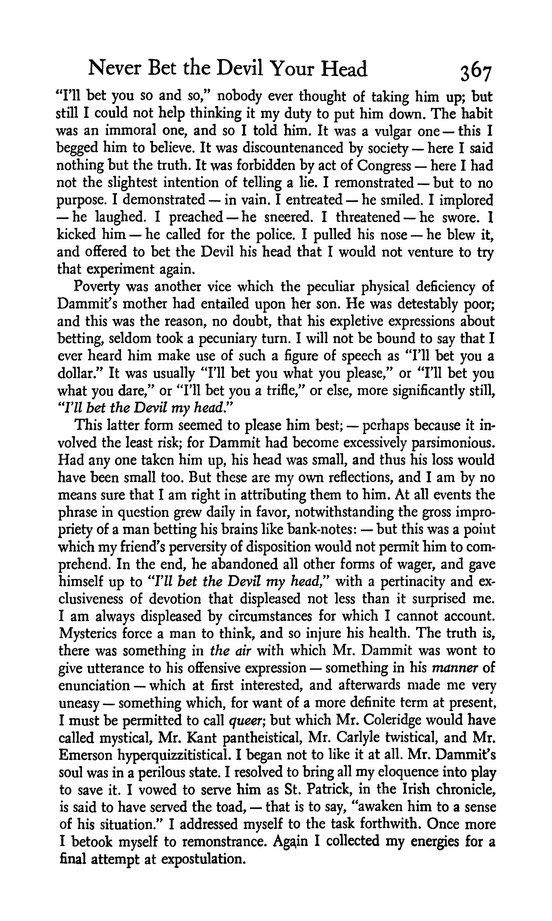 Never Bet the Devil Your Head 367
“I’ll bet you so and so,” nobody ever thought of taking him up; but
still I could not help thinking it my duty to put him down. The habit
was an immoral one, and so I told him. It was a vulgar one — this I
begged him to believe. It was discountenanced by society — here I said
nothing but the truth. It was forbidden by act of Congress — here I had
not the slightest intention of telling a lie. I remonstrated — but to no
purpose. I demonstrated — in vain. I entreated — he smiled. I implored
— he laughed. I preached — he sneered. I threatened — he swore. I
kicked him — he called for the police. I pulled his nose — he blew it,
and offered to bet the Devil his head that I would not venture to try
that experiment again.
Poverty was another vice which the peculiar physical deficiency of
Dammit’s mother had entailed upon her son. He was detestably poor;
and this was the reason, no doubt, that his expletive expressions about
betting, seldom took a pecuniary turn. I will not be bound to say that I
ever heard him make use of such a figure of speech as “I’ll bet you a
dollar.” It was usually “I’ll bet you what you please,” or “I’ll bet you
what you dare,” or “I’ll bet you a trifle,” or else, more significantly still,
“I’ll bet the Devil my head.”
This latter form seemed to please him best; — perhaps because it in-
volved the least risk; for Dammit had become excessively parsimonious.
Had any one taken him up, his head was small, and thus his loss would
have been small too. But these are my own reflections, and I am by no
means sure that I am right in attributing them to him. At all events the
phrase in question grew daily in favor, notwithstanding the gross impro-
priety of a man betting his brains like bank-notes: — but this was a point
which my friend’s perversity of disposition would not permit him to com-
prehend. In the end, he abandoned all other forms of wager, and gave
himself up to “I’ll bet the Devil my head,” with a pertinacity and ex-
clusiveness of devotion that displeased not less than it surprised me.
I am always displeased by circumstances for which I cannot account.
Mysteries force a man to think, and so injure his health. The truth is,
there was something in the air with which Mr. Dammit was wont to
give utterance to his offensive expression — something in his manner of
enunciation — which at first interested, and afterwards made me very
uneasy — something which, for want of a more definite term at present,
I must be permitted to call queer; but which Mr. Coleridge would have
called mystical, Mr. Kant pantheistical, Mr. Carlyle twistical, and Mr.
Emerson hyperquizzitistical. I began not to like it at all. Mr. Dammit’s
soul was in a perilous state. I resolved to bring all my eloquence into play
to save it. I vowed to serve him as St. Patrick, in the Irish chronicle,
is said to have served the toad, — that is to say, “awaken him to a sense
of his situation.” I addressed myself to the task forthwith. Once more
I betook myself to remonstrance. Again I collected my energies for a
final attempt at expostulation.